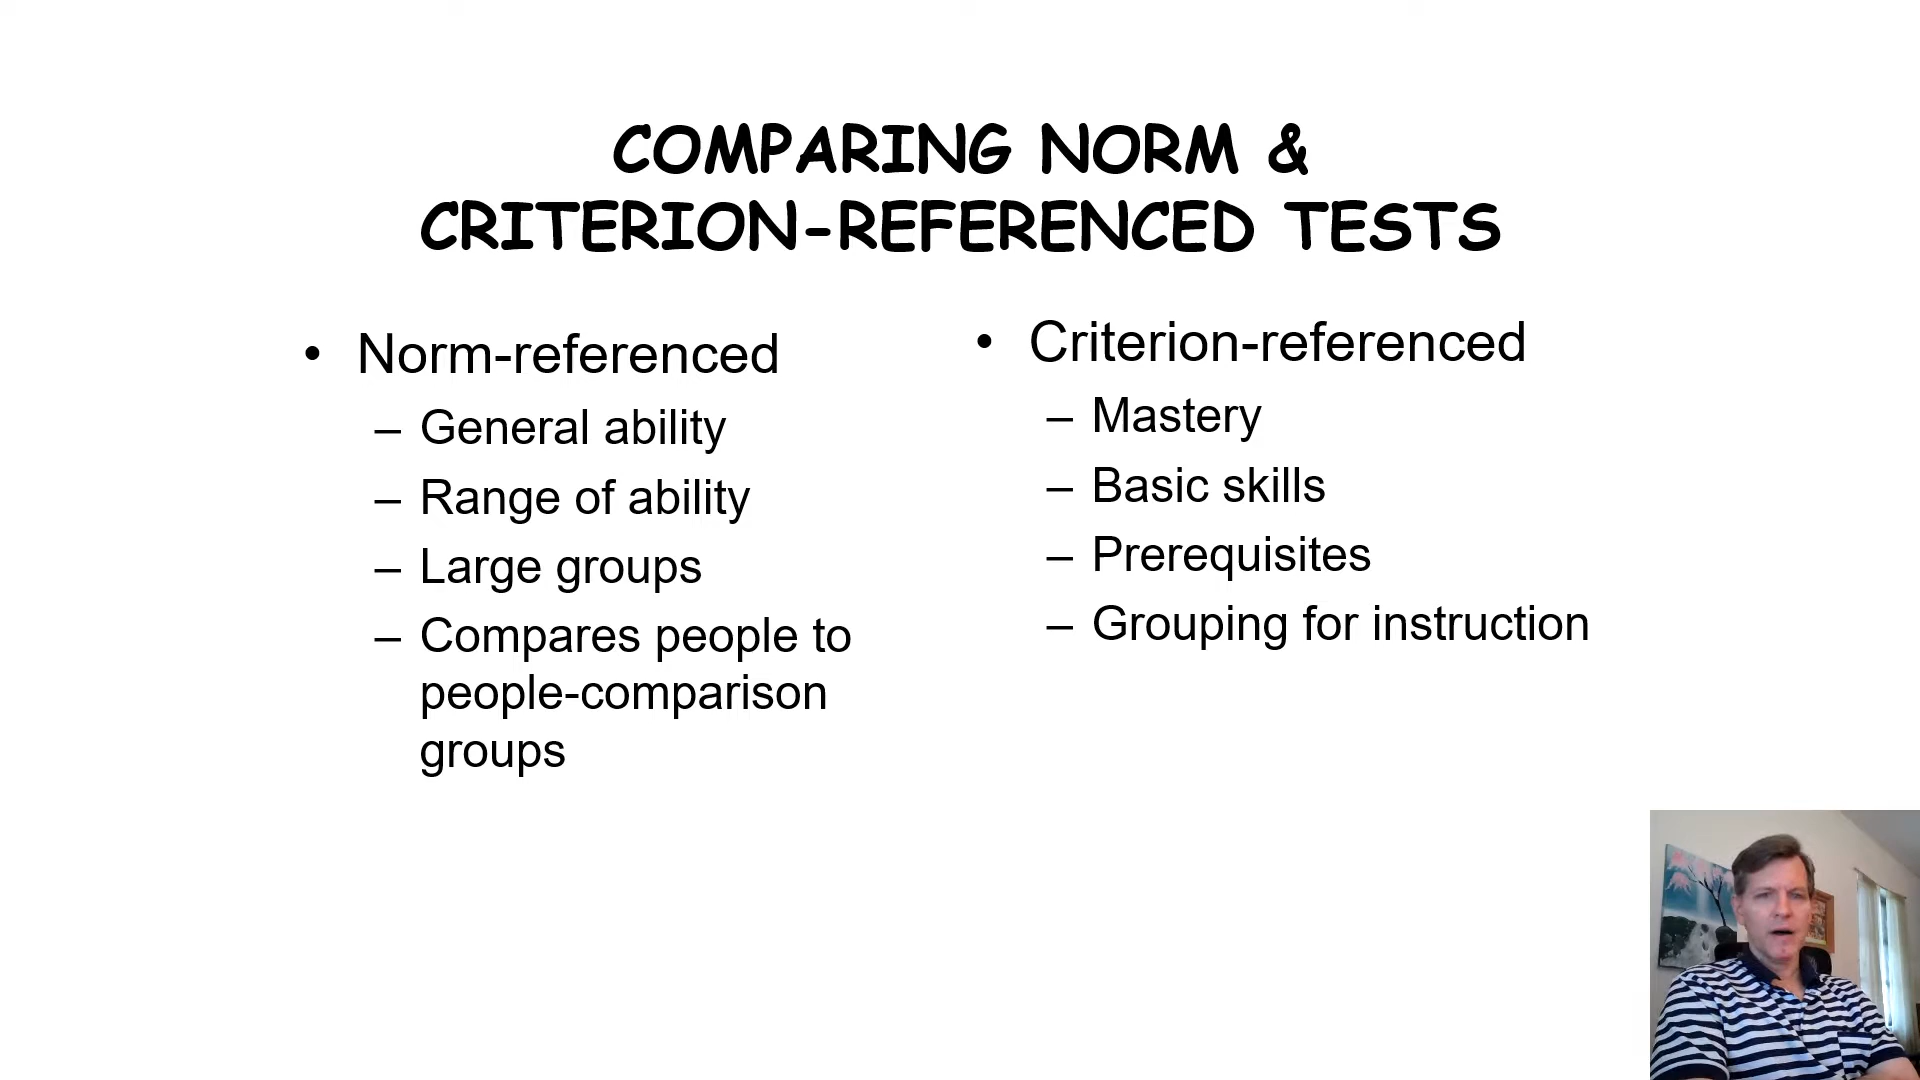 COMPARING NORM &
CRITERION-REFERENCED TESTS
• Norm-referenced
– General ability
– Range of ability
– Large groups
– Compares people to
people-comparison
groups
• Criterion-referenced
– Mastery
– Basic skills
– Prerequisites
– Grouping for instruction